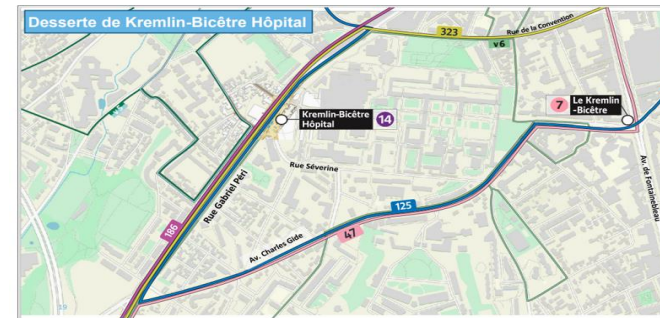 Desserte de Kremlin-Bicêtre Hôpital
323
Rue de la Convention
v6
7
Le Kremlin
-Bicêtre
Kremlin-Bicêtre
Hôpital
14
Rue Séverine
Av. de Fontainebleau
Rue Gabriel Péri
186
125
47
Av. Charles Gide
19